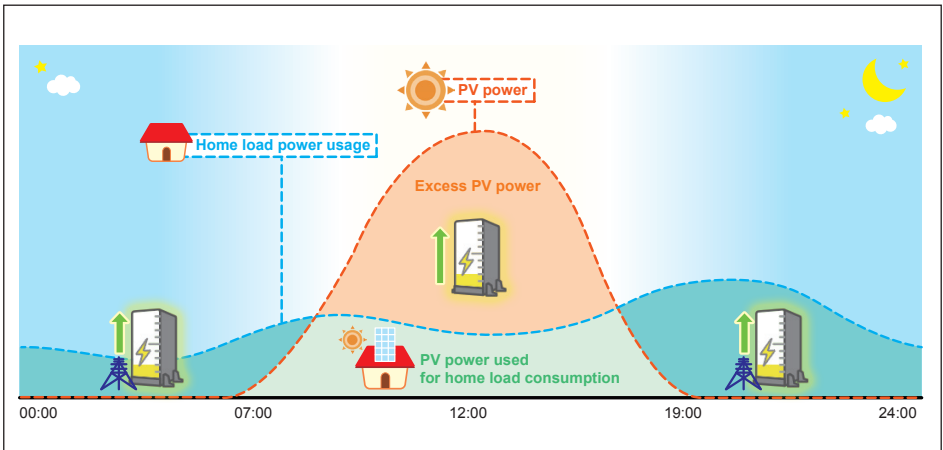 PV power
Home load power usage
Excess PV power
PV power used
for home load consumption
00:00
07:00
12:00
19:00
24:00